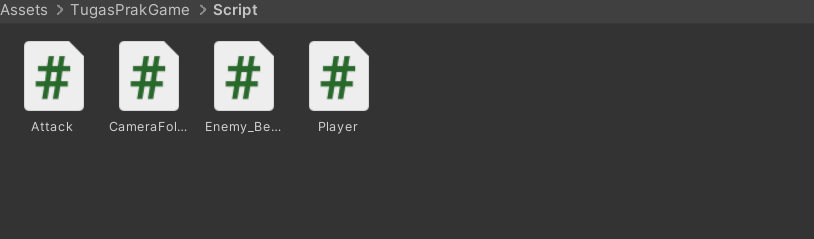 Assets > TugasPrakGame > Script
Attack
CameraFol...
Enemy_Be...
Player